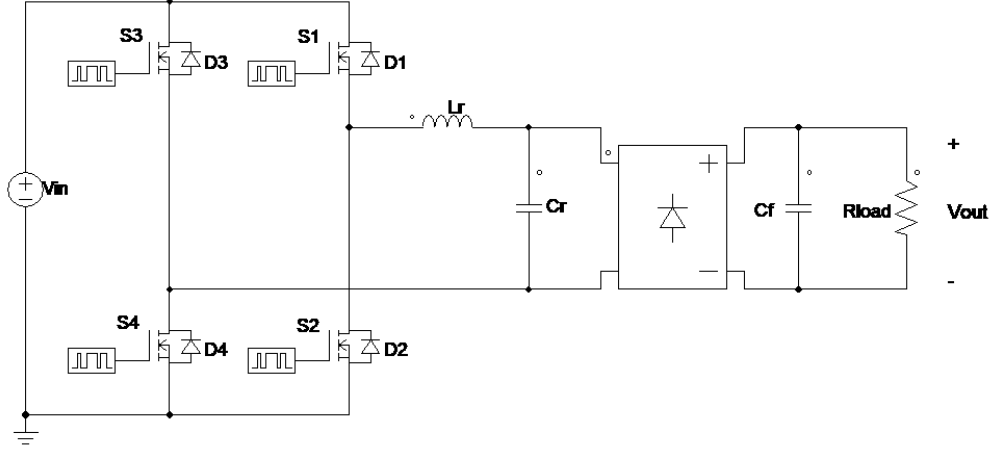 S3
S1
D3
D1
Lr
+
Vin
Cr
Cf
Rload
Vout
-
S4
S2
D4
D2